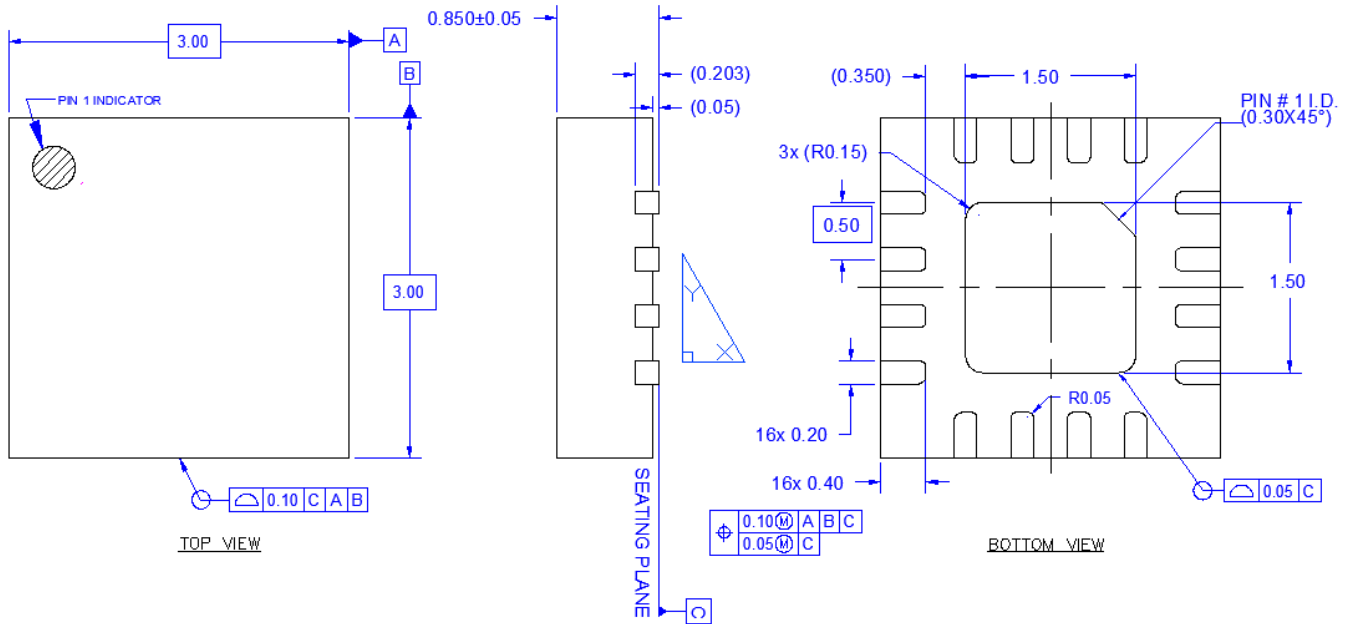 3.00
A
B
PIN 1 INDICATOR
3.00
0.10 C A B
TOP VIEW
0.850±0.05
(0.203)
(0.05)
Y
X
SEATING PLANE
C
(0.350)
1.50
PIN # 1 I.D.
(0.30X45°)
3x (R0.15)
0.50
1.50
R0.05
16x 0.20
16x 0.40
0.10Ⓜ A B C
0.05Ⓜ C
0.05 C
BOTTOM VIEW